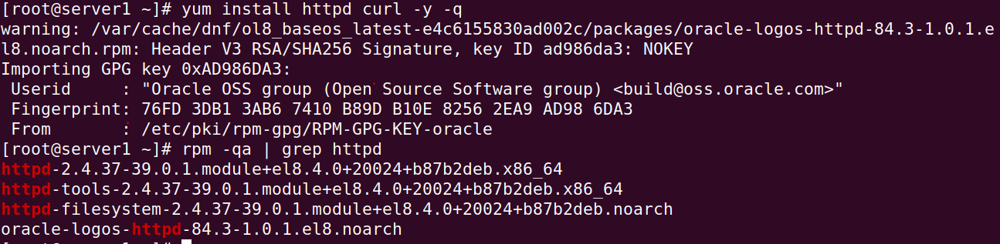 [root@server1 ~]# yum install httpd curl -y -q
warning: /var/cache/dnf/ol8_baseos_latest-e4c6155830ad002c/packages/oracle-logos-httpd-84.3-1.0.1.e
l8.noarch.rpm: Header V3 RSA/SHA256 Signature, key ID ad986da3: NOKEY
Importing GPG key 0xAD986DA3:
 Userid     : "Oracle OSS group (Open Source Software group) <build@oss.oracle.com>"
 Fingerprint: 76FD 3DB1 3AB6 7410 B89D B10E 8256 2EA9 AD98 6DA3
 From       : /etc/pki/rpm-gpg/RPM-GPG-KEY-oracle
[root@server1 ~]# rpm -qa | grep httpd
httpd-2.4.37-39.0.1.module+el8.4.0+20024+b87b2deb.x86_64
httpd-tools-2.4.37-39.0.1.module+el8.4.0+20024+b87b2deb.x86_64
httpd-filesystem-2.4.37-39.0.1.module+el8.4.0+20024+b87b2deb.noarch
oracle-logos-httpd-84.3-1.0.1.el8.noarch